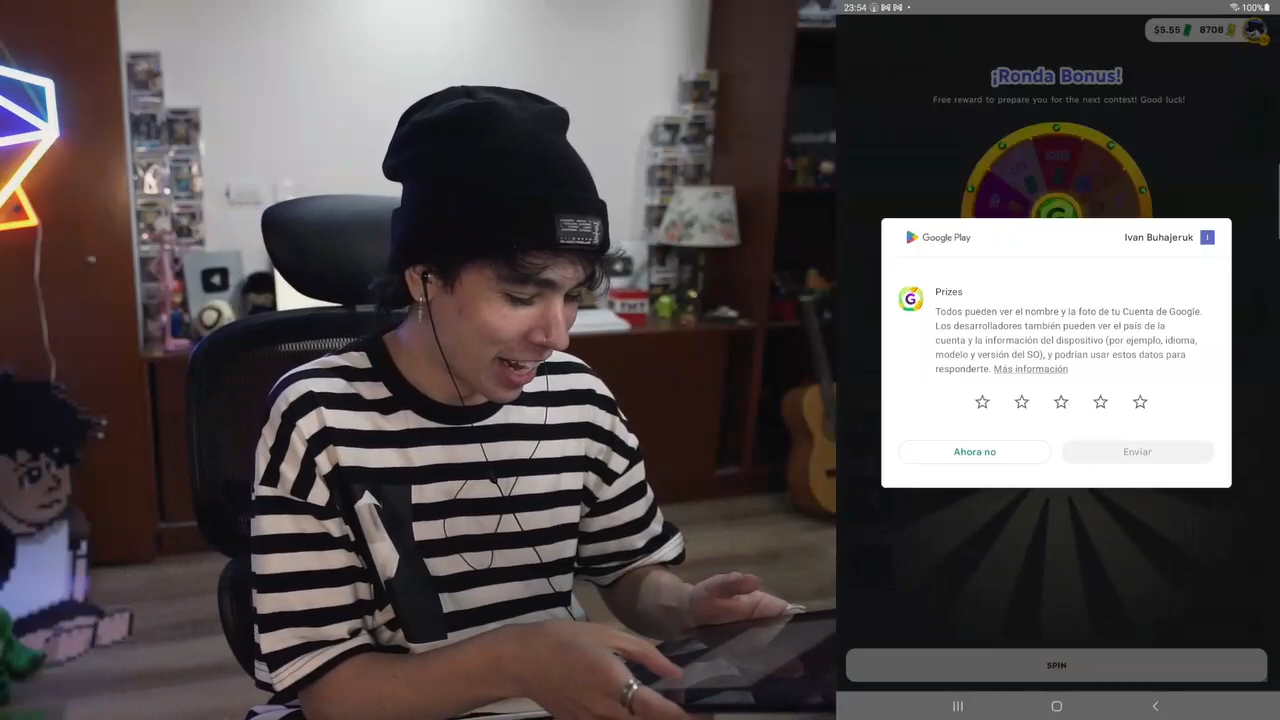 23:54
100%
$5.55 8708
¡Ronda Bonus!
Free reward to prepare you for the next contest! Good luck!
Google Play
Ivan Buhajeruk I
G
Prizes
Todos pueden ver el nombre y la foto de tu Cuenta de Google.
Los desarrolladores también pueden ver el país de la
cuenta y la información del dispositivo (por ejemplo, idioma,
modelo y versión del SO), y podrían usar estos datos para
responderte. Más información
Ahora no
Enviar
SPIN
TNT